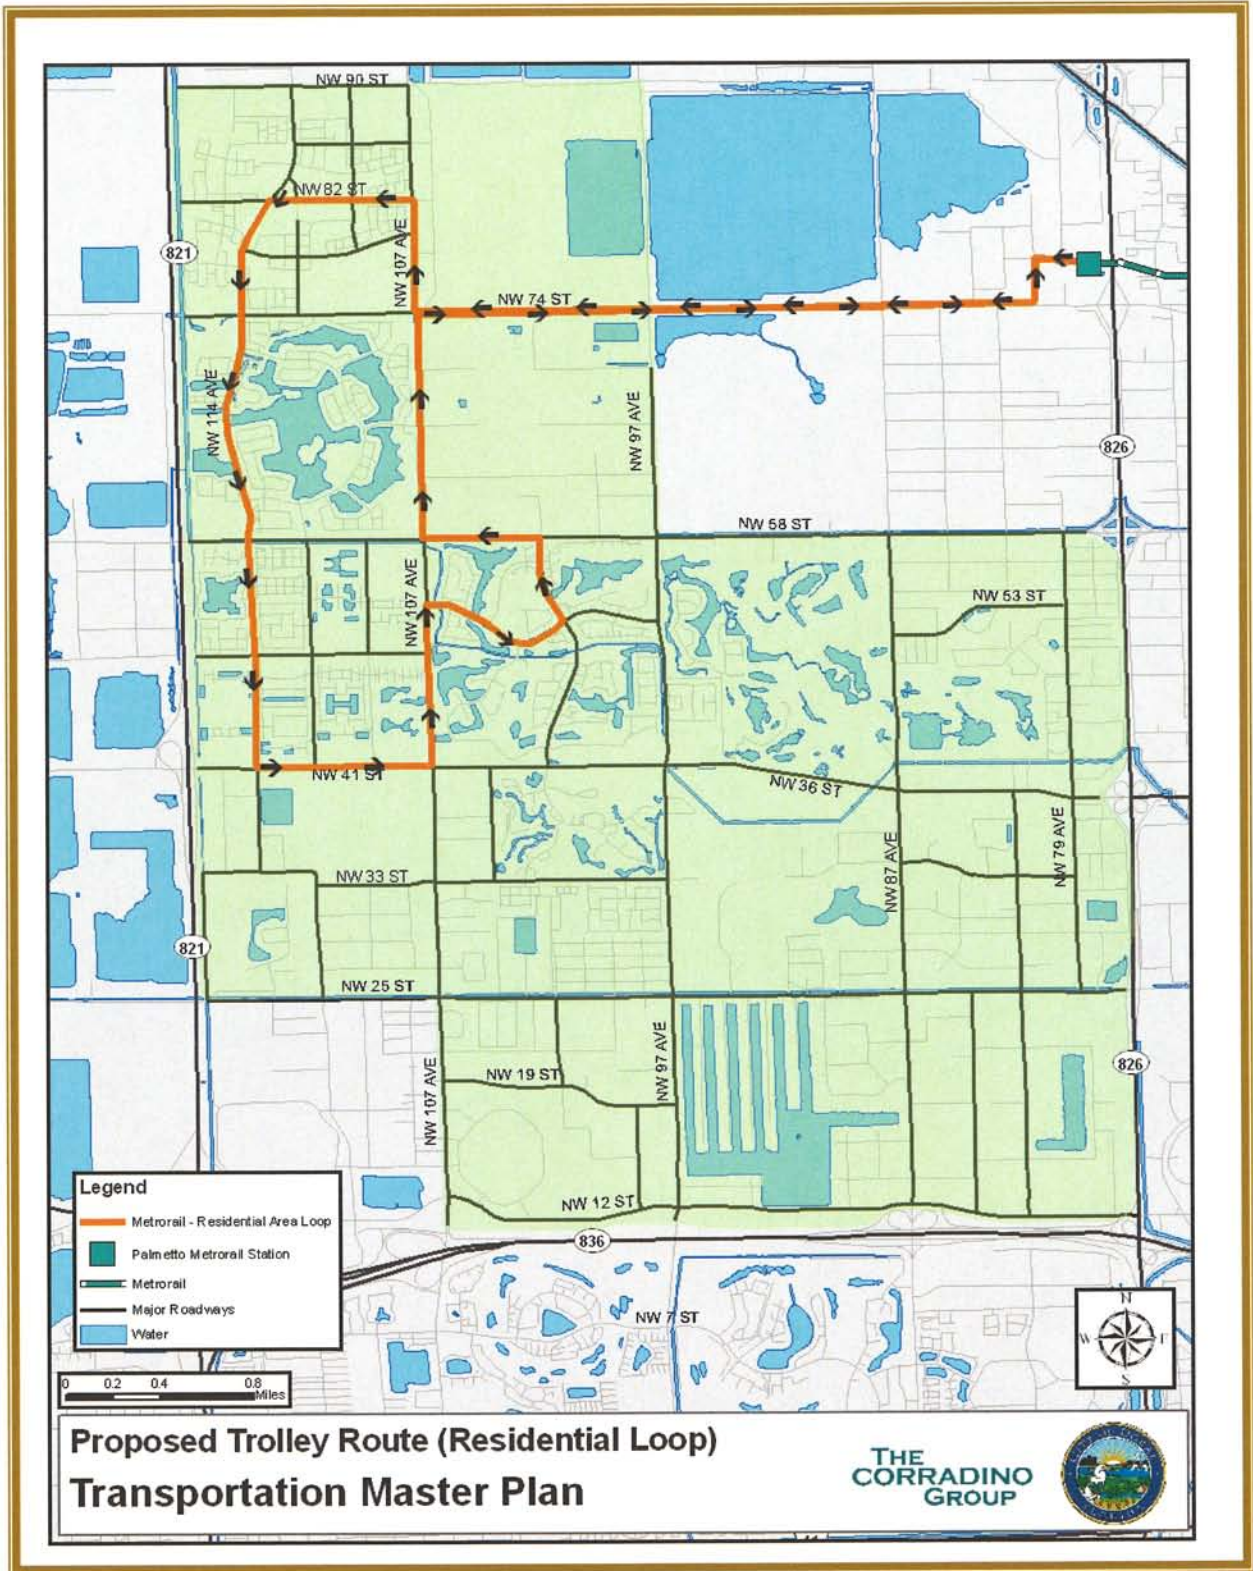 NW 90 ST
NW 82 ST
821
NW 107 AVE
NW 74 ST
NW 114 AVE
NW 97 AVE
826
NW 58 ST
NW 107 AVE
NW 53 ST
NW 41 ST
NW 36 ST
NW 79 AVE
NW 87 AVE
NW 33 ST
821
NW 25 ST
NW 97 AVE
826
NW 107 AVE
NW 19 ST
NW 12 ST
836
NW 7 ST
Legend
Metrorail - Residential Area Loop
Palmetto Metrorail Station
Metrorail
Major Roadways
Water
N
W E
S
0 0.2 0.4 0.8
Miles
Proposed Trolley Route (Residential Loop)
Transportation Master Plan
THE
CORRADINO
GROUP